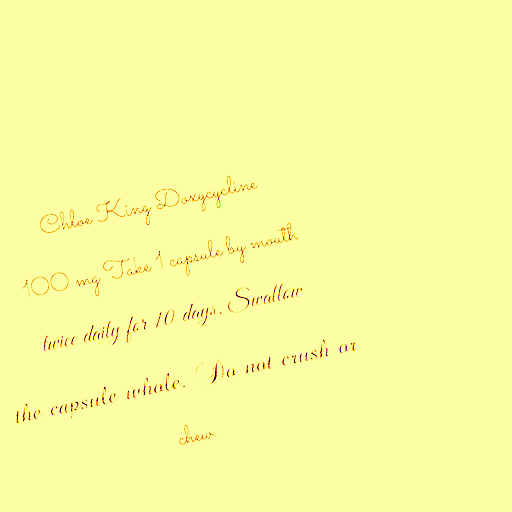 Chloe King Doxycycline
100 mg Take 1 capsule by mouth
twice daily for 10 days. Swallow
the capsule whole. Do not crush or
chew